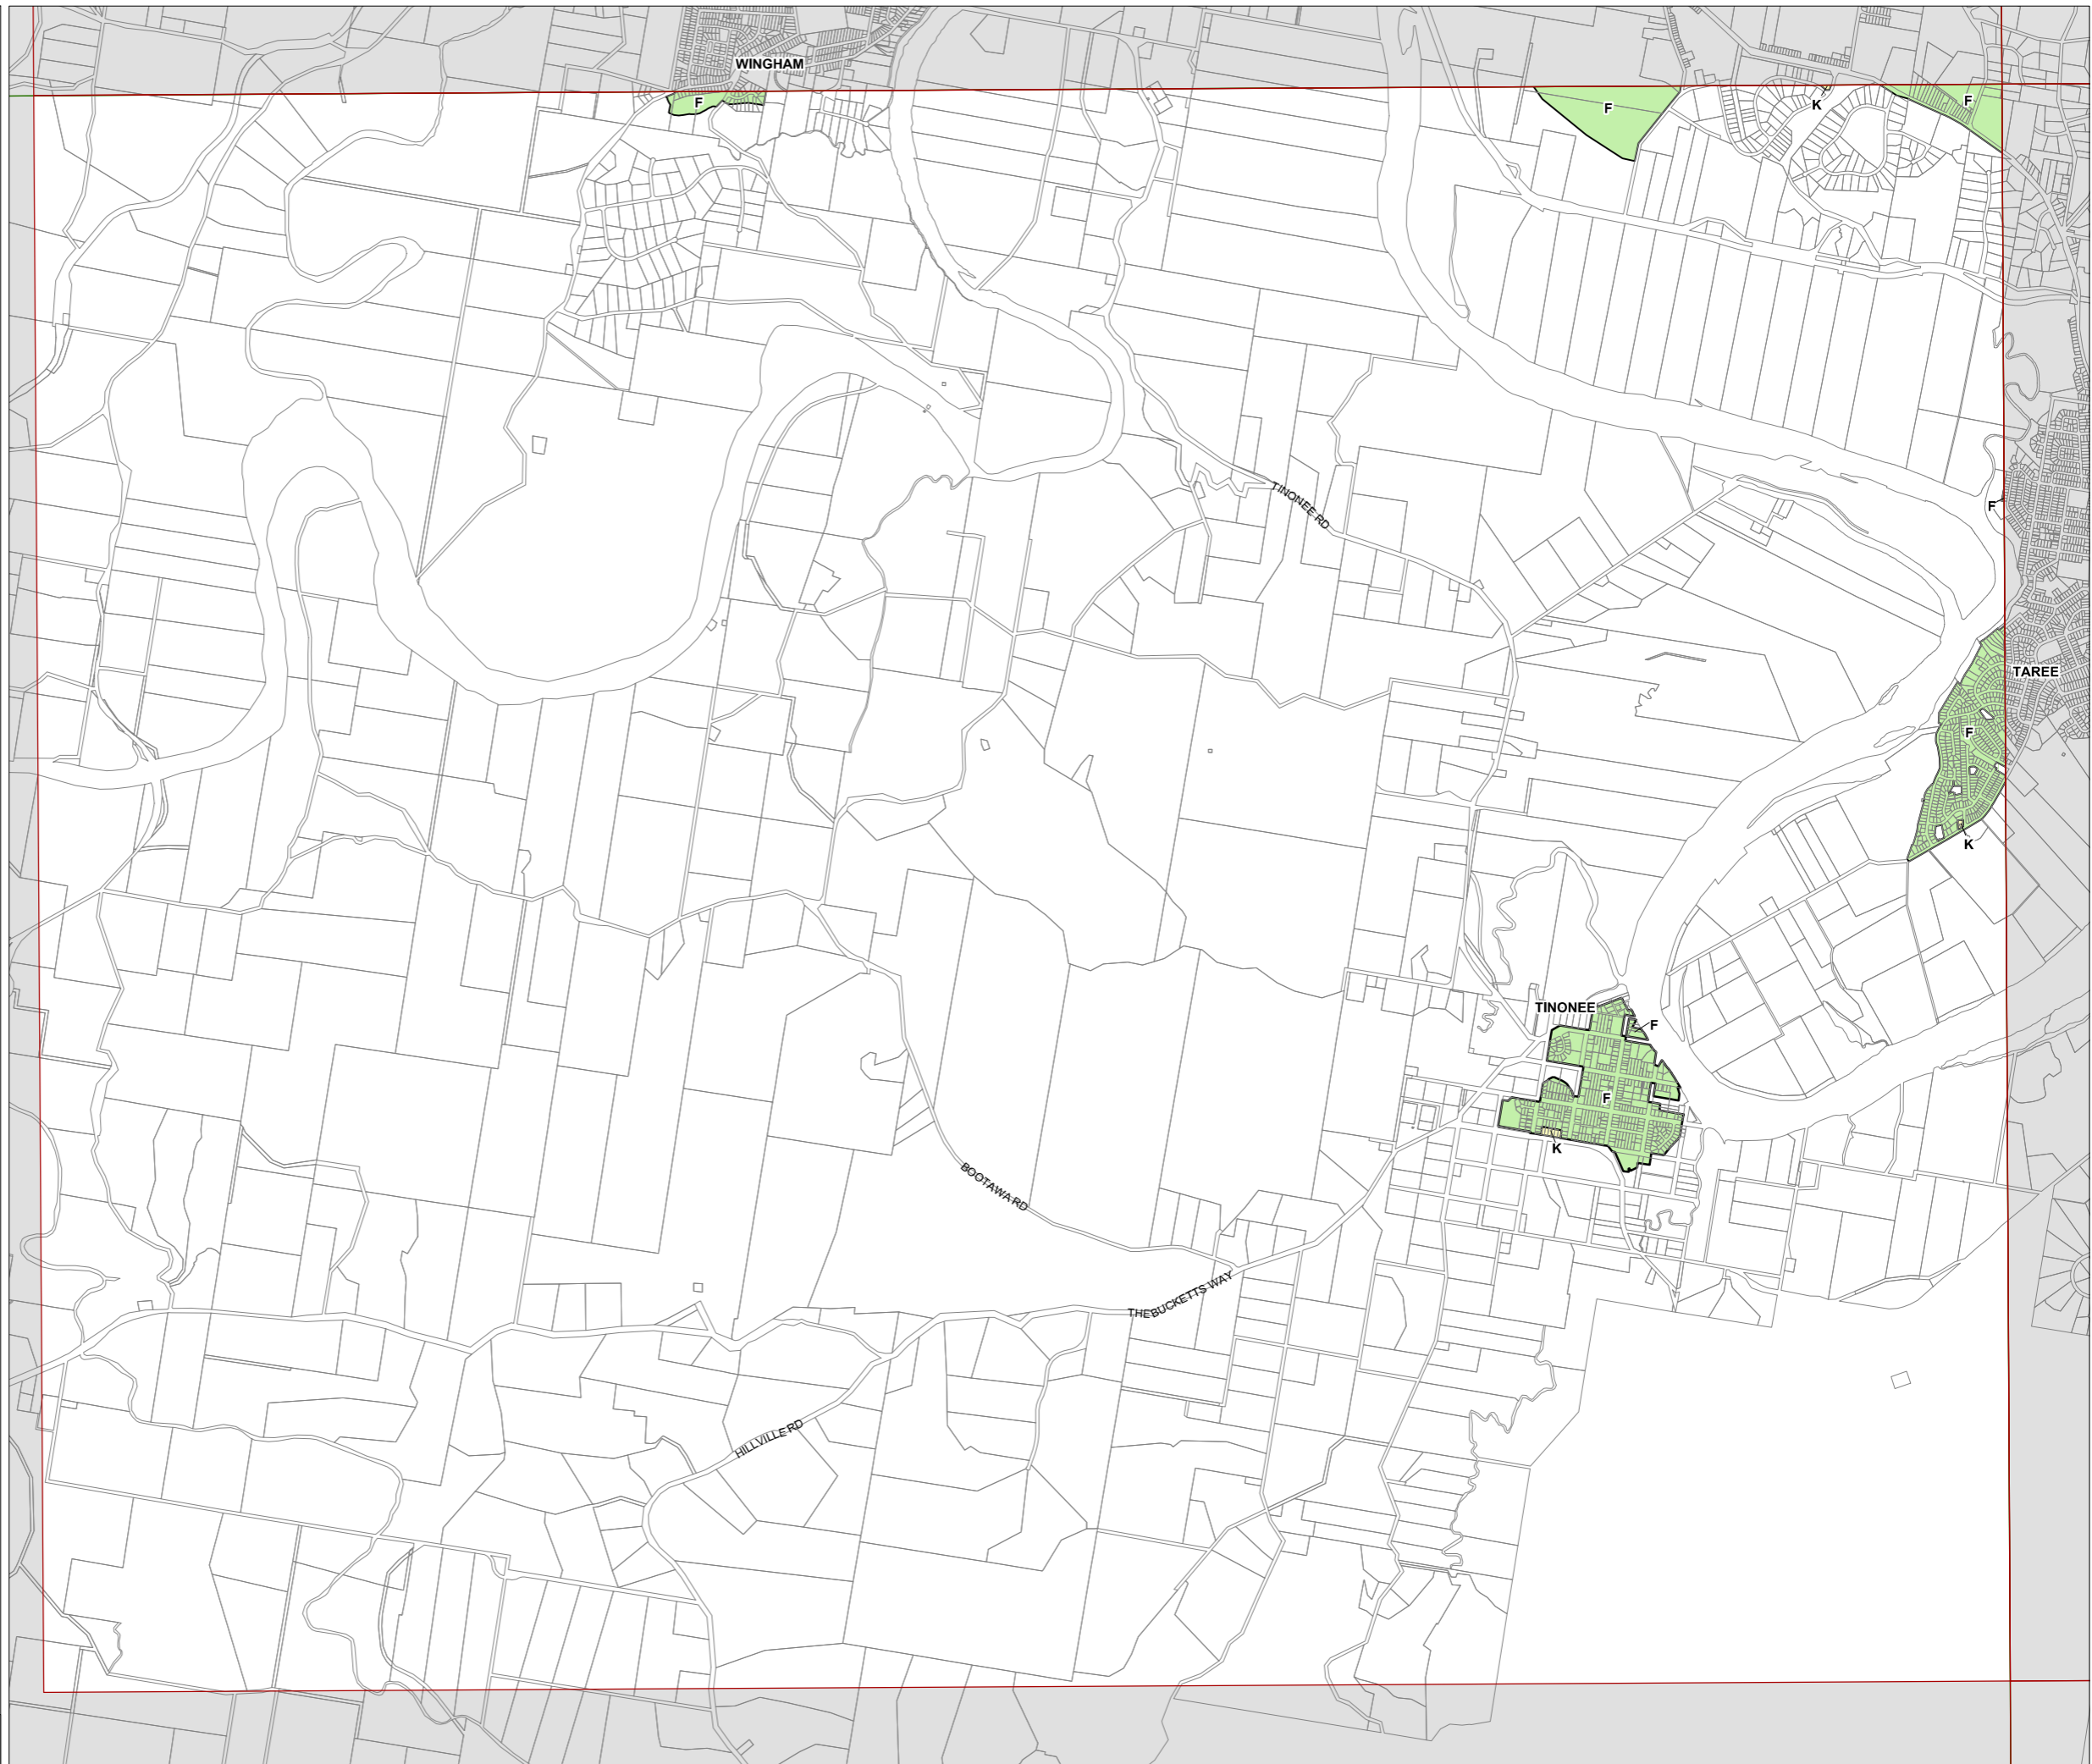 WINGHAM
F
F
K
F
TINONEE RD
F
TAREE
F
K
TINONEE
F
F
K
BOOTAWA RD
THE BUCKETTS WAY
HILLVILLE RD